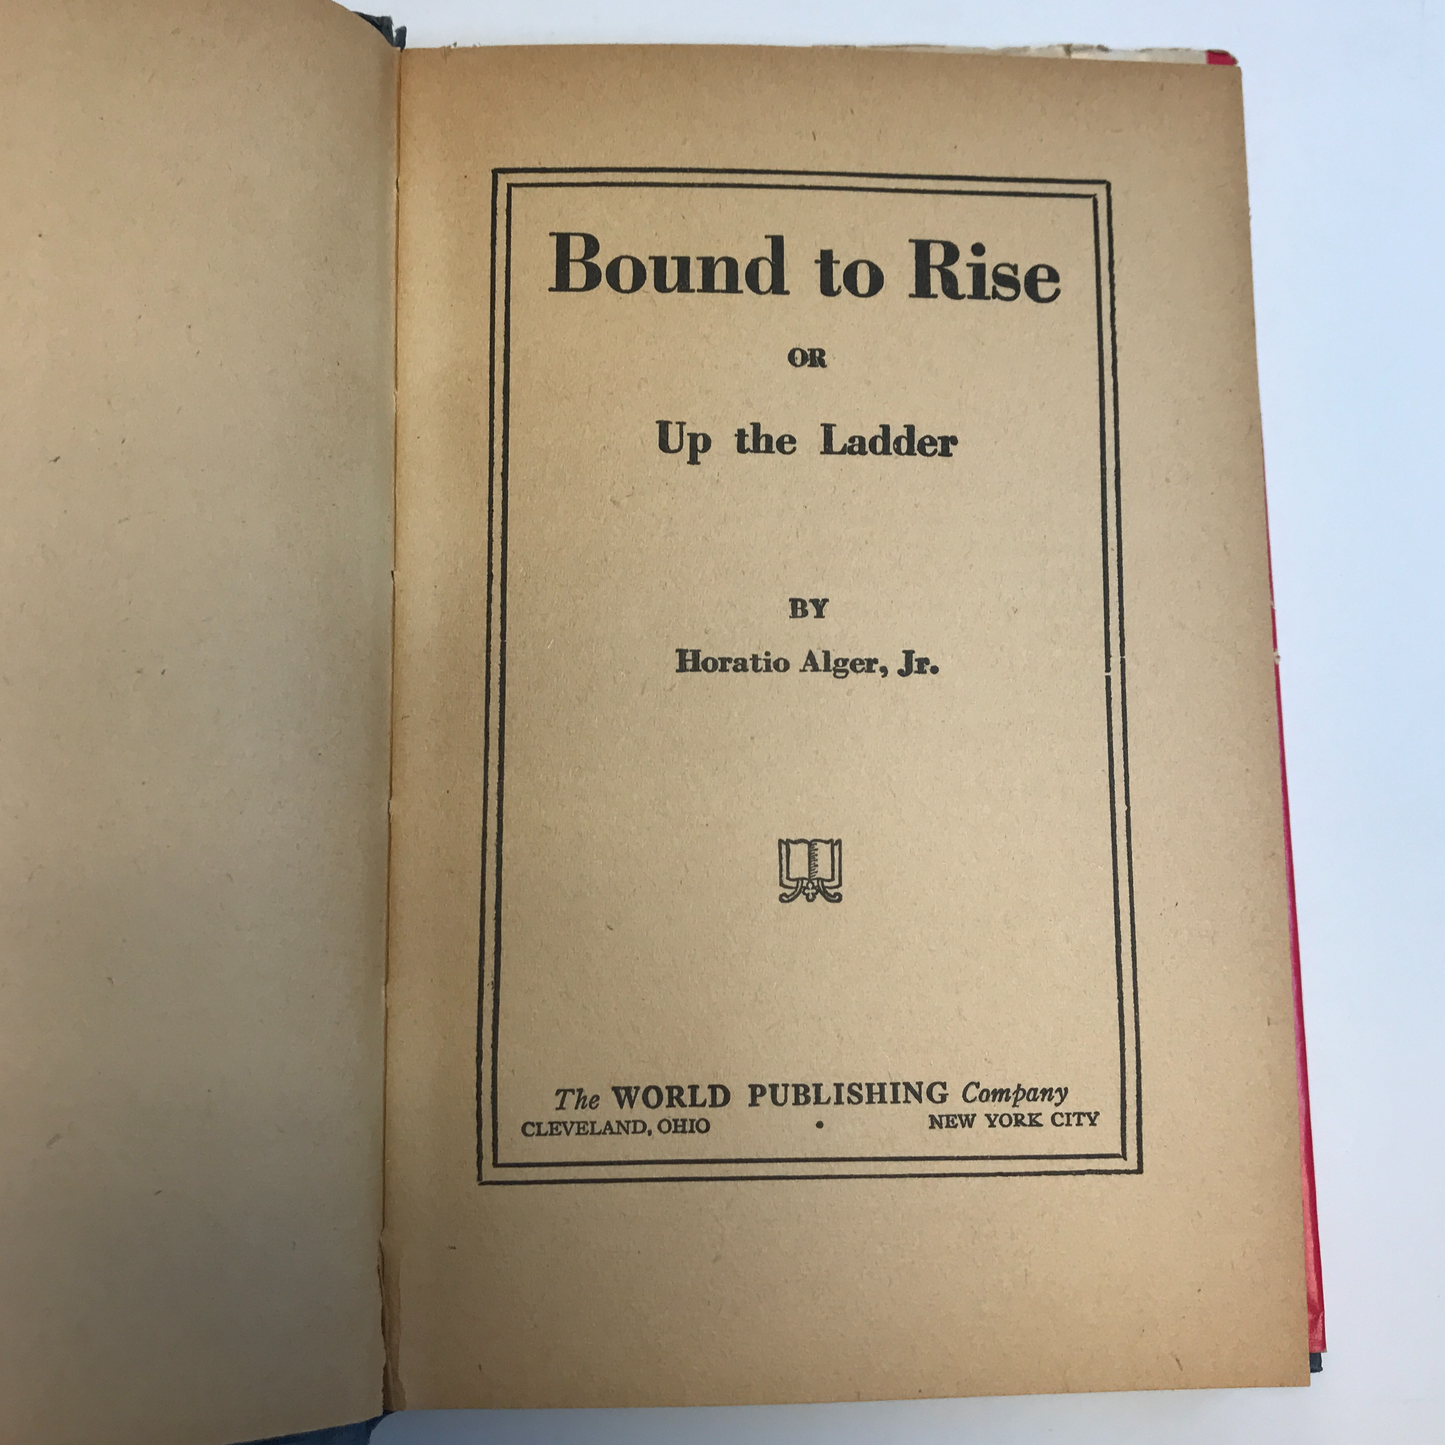 Bound to Rise
OR
Up the Ladder
BY
Horatio Alger, Jr.
The WORLD PUBLISHING Company
CLEVELAND, OHIO • NEW YORK CITY